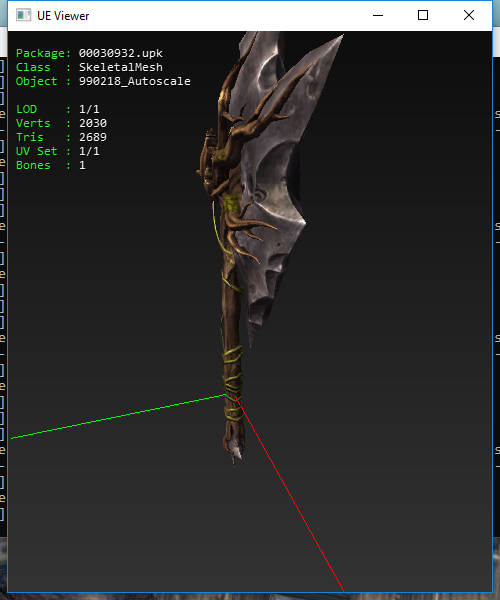 UE Viewer
Package: 00030932.upk
Class : SkeletalMesh
Object : 990218_Autoscale
LOD : 1/1
Verts : 2030
Tris : 2689
UV Set : 1/1
Bones : 1